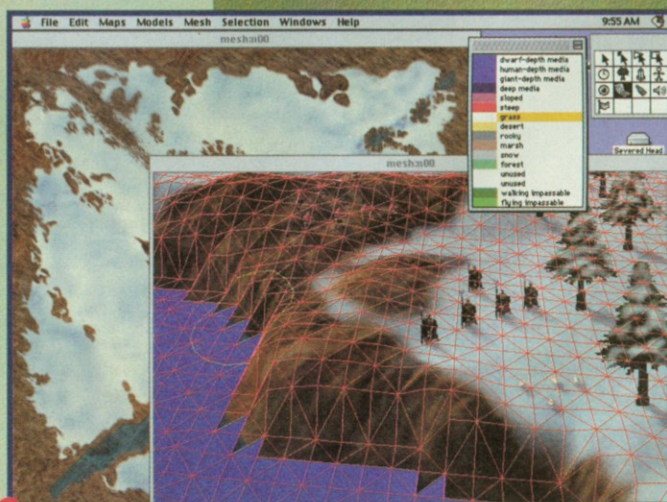 File Edit Maps Models Mesh Selection Windows Help 9:55 AM
mesh:n00
dwarf-depth media
human-depth media
giant-depth media
deep media
sloped
steep
grass
desert
rocky
marsh
snow
forest
unused
unused
walking impassable
flying impassable
Severed Head
mesh:n00